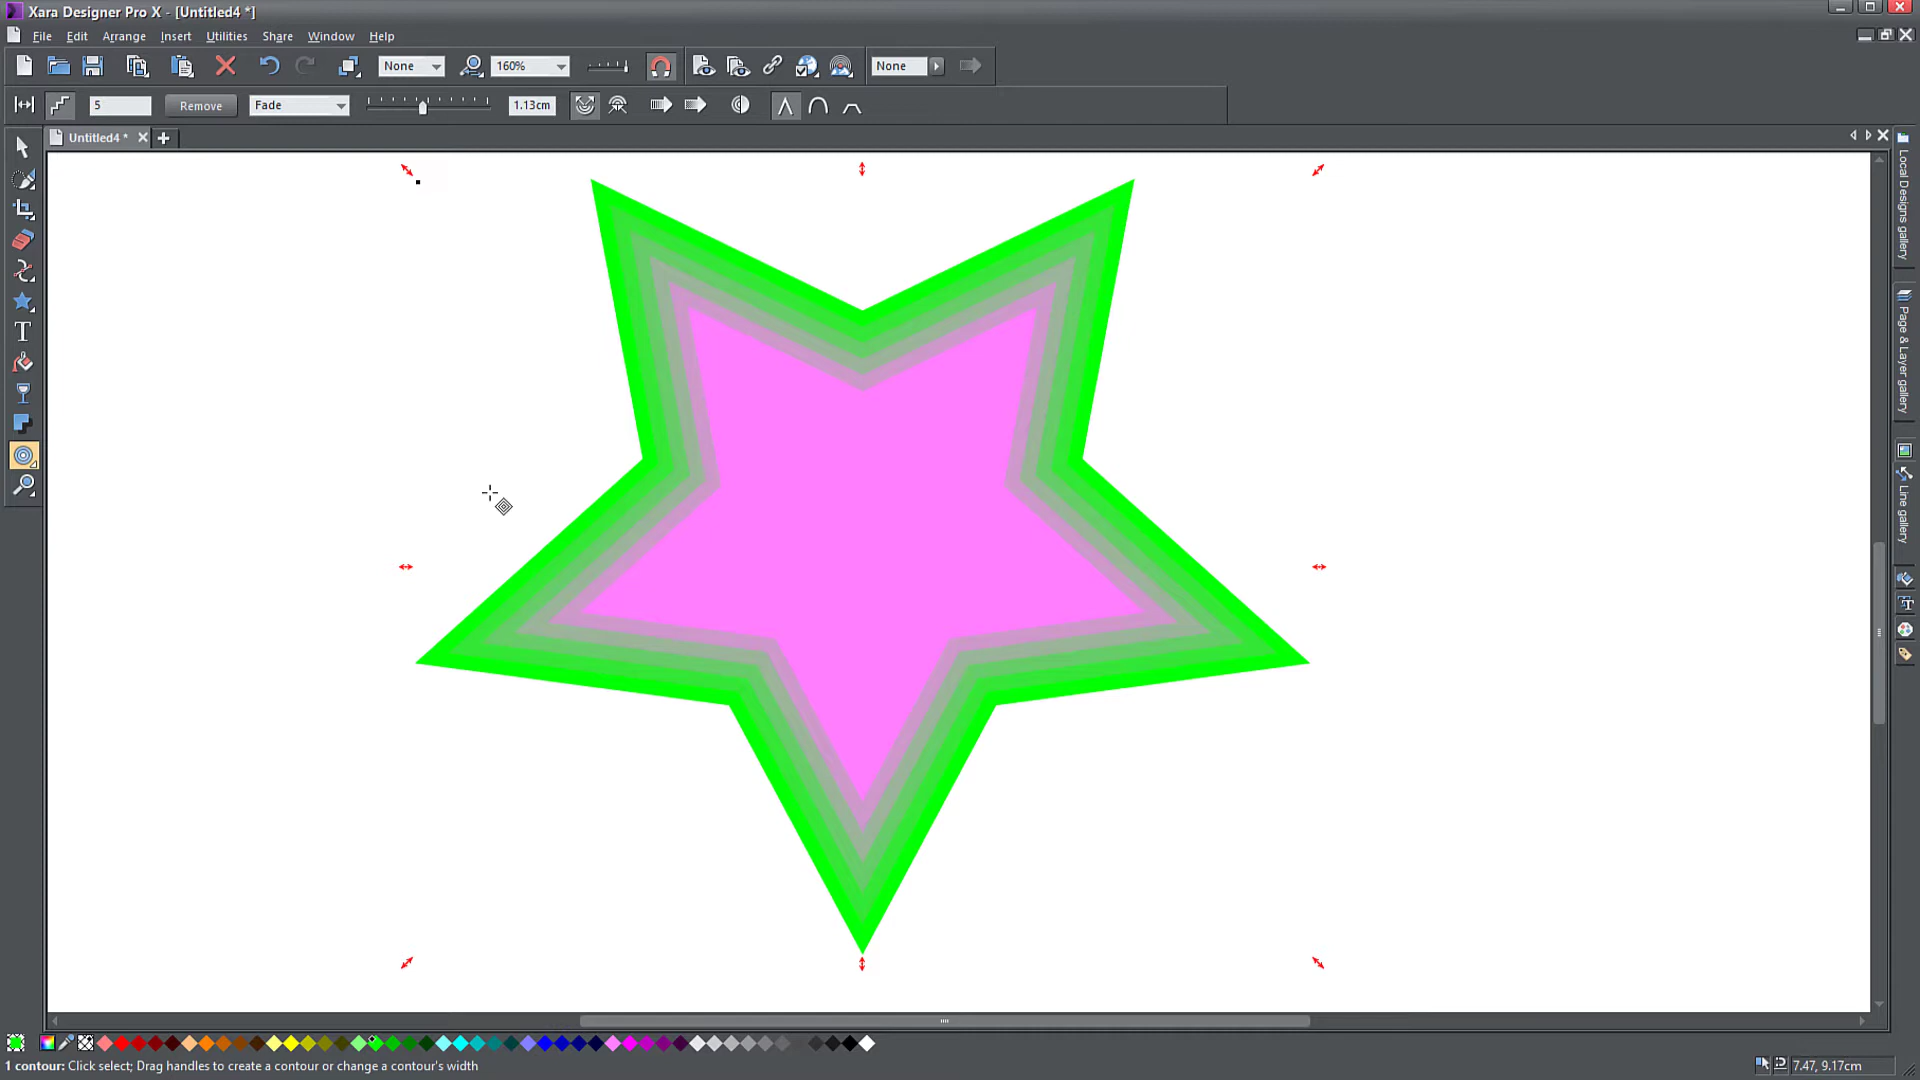 Xara Designer Pro X - [Untitled4 *]
File Edit Arrange Insert Utilities Share Window Help
None 160% None
5 Remove Fade 1.13cm
Untitled4 *
Local Designs gallery
Page & Layer gallery
Line gallery
1 contour: Click select; Drag handles to create a contour or change a contour's width
7.47, 9.17cm